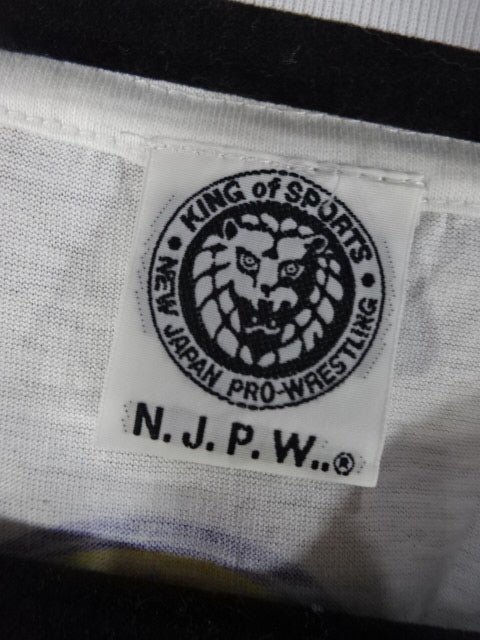 KING of SPORTS
• NEW JAPAN PRO-WRESTLING •
N. J. P. W.. ®